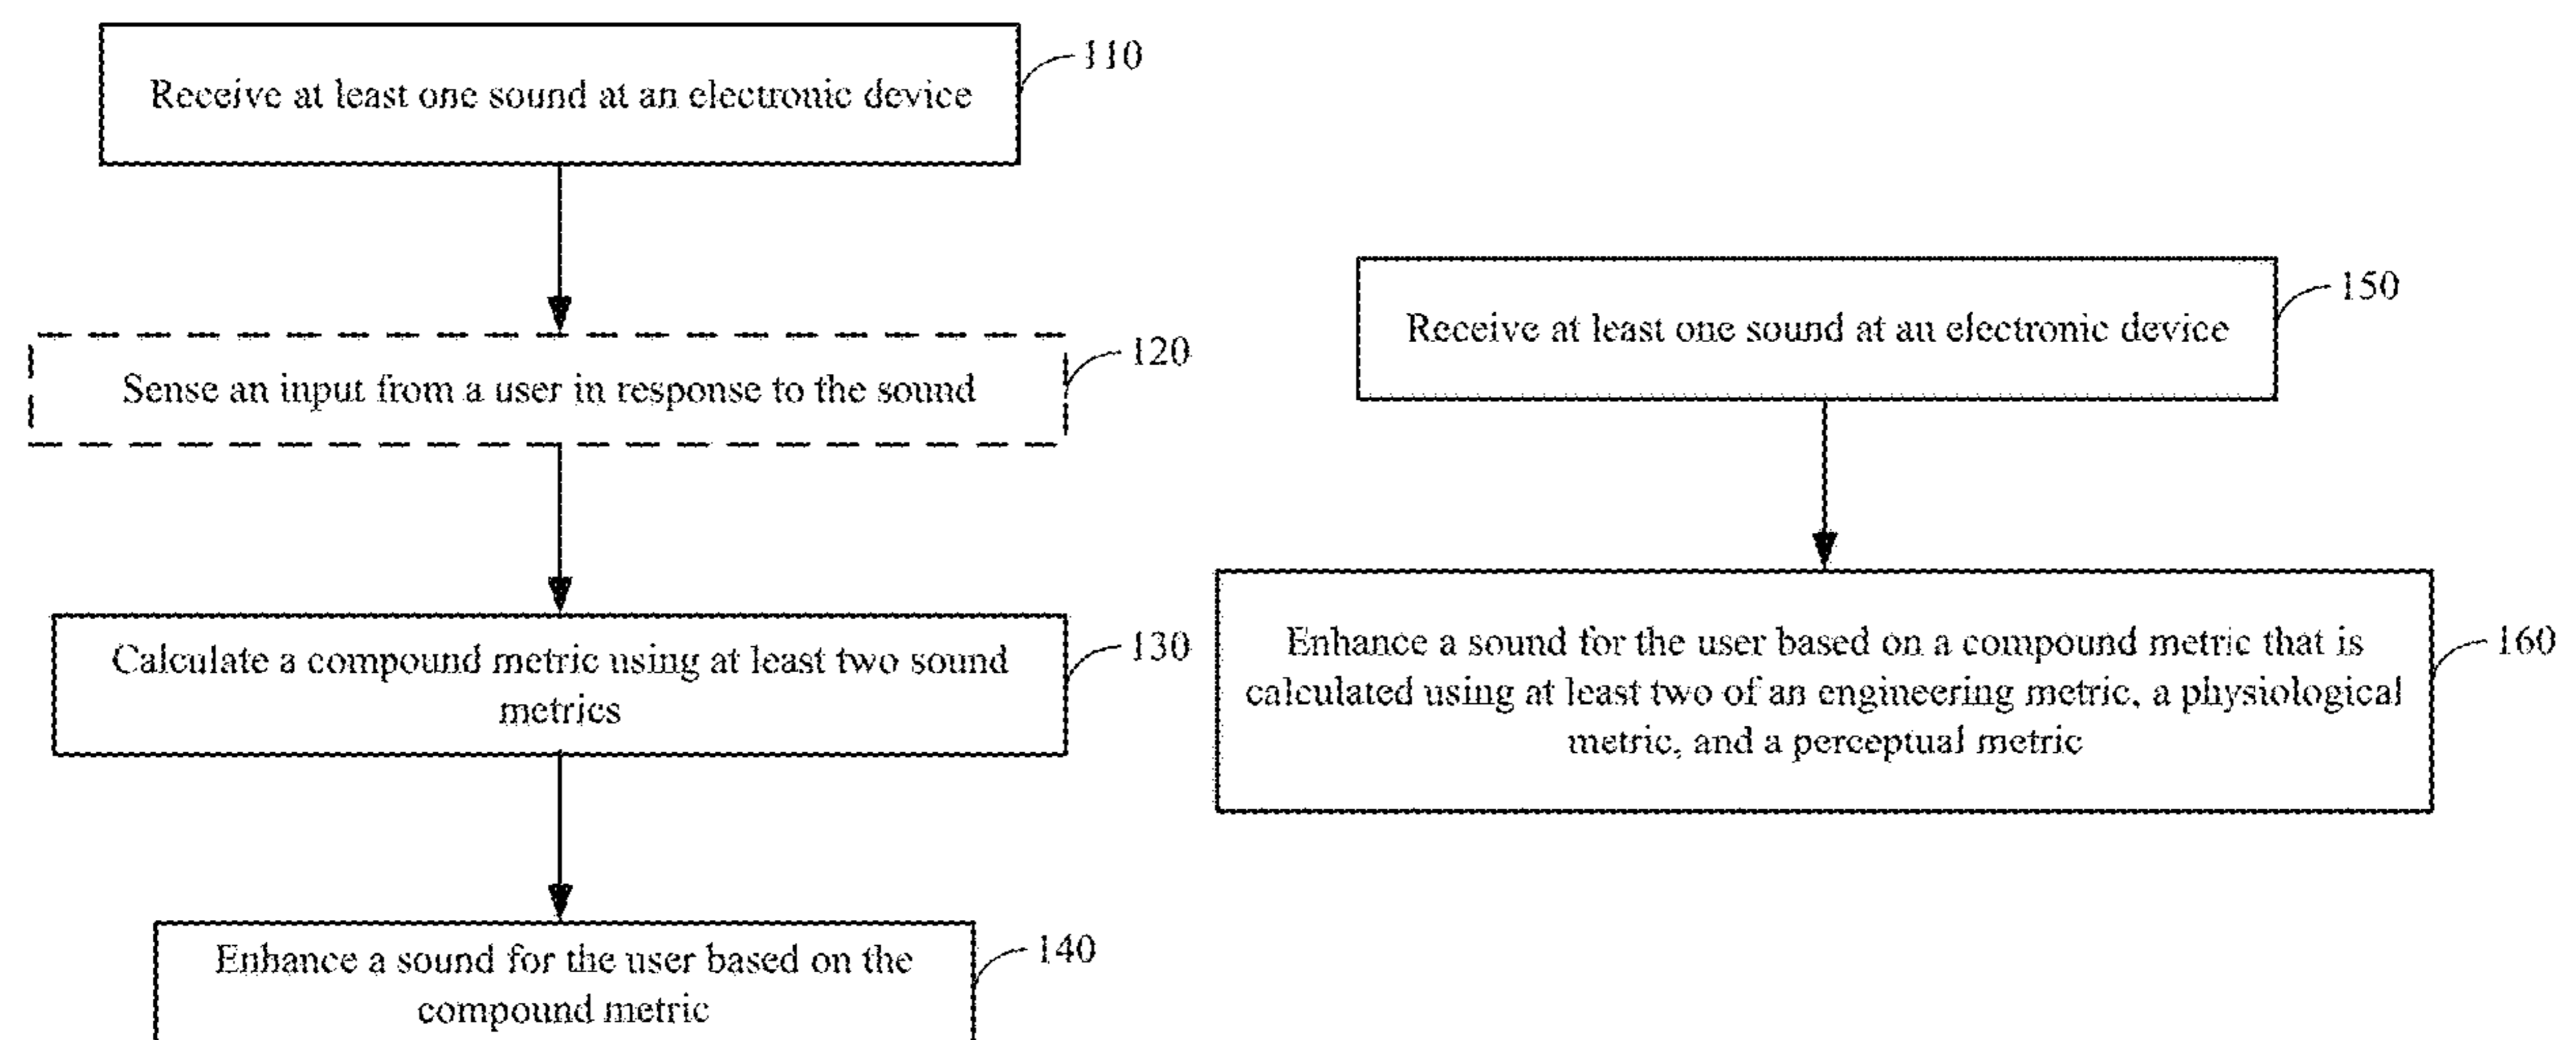 Receive at least one sound at an electronic device
110
Sense an input from a user in response to the sound
120
Calculate a compound metric using at least two sound
metrics
130
Enhance a sound for the user based on the
compound metric
140
Receive at least one sound at an electronic device
150
Enhance a sound for the user based on a compound metric that is
calculated using at least two of an engineering metric, a physiological
metric, and a perceptual metric
160